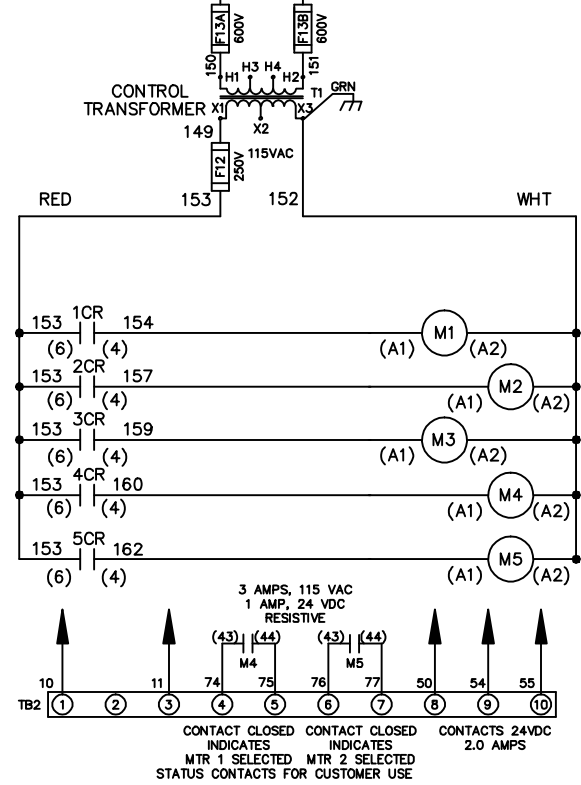 F13A
600V
F13B
600V
150
151
H1 H3 H4 H2
CONTROL
TRANSFORMER
T1
GRN
X1 X3
X2
149
115VAC
F12
250V
RED 153 152 WHT
153 1CR 154
(6) (4) (A1) M1 (A2)
153 2CR 157
(6) (4) (A1) M2 (A2)
153 3CR 159
(6) (4) (A1) M3 (A2)
153 4CR 160
(6) (4) (A1) M4 (A2)
153 5CR 162
(6) (4) (A1) M5 (A2)
3 AMPS, 115 VAC
1 AMP, 24 VDC
RESISTIVE
(43) (44) (43) (44)
M4 M5
10 11 74 75 76 77 50 54 55
TB2 1 2 3 4 5 6 7 8 9 10
CONTACT CLOSED
INDICATES
MTR 1 SELECTED
CONTACT CLOSED
INDICATES
MTR 2 SELECTED
STATUS CONTACTS FOR CUSTOMER USE
CONTACTS 24VDC
2.0 AMPS